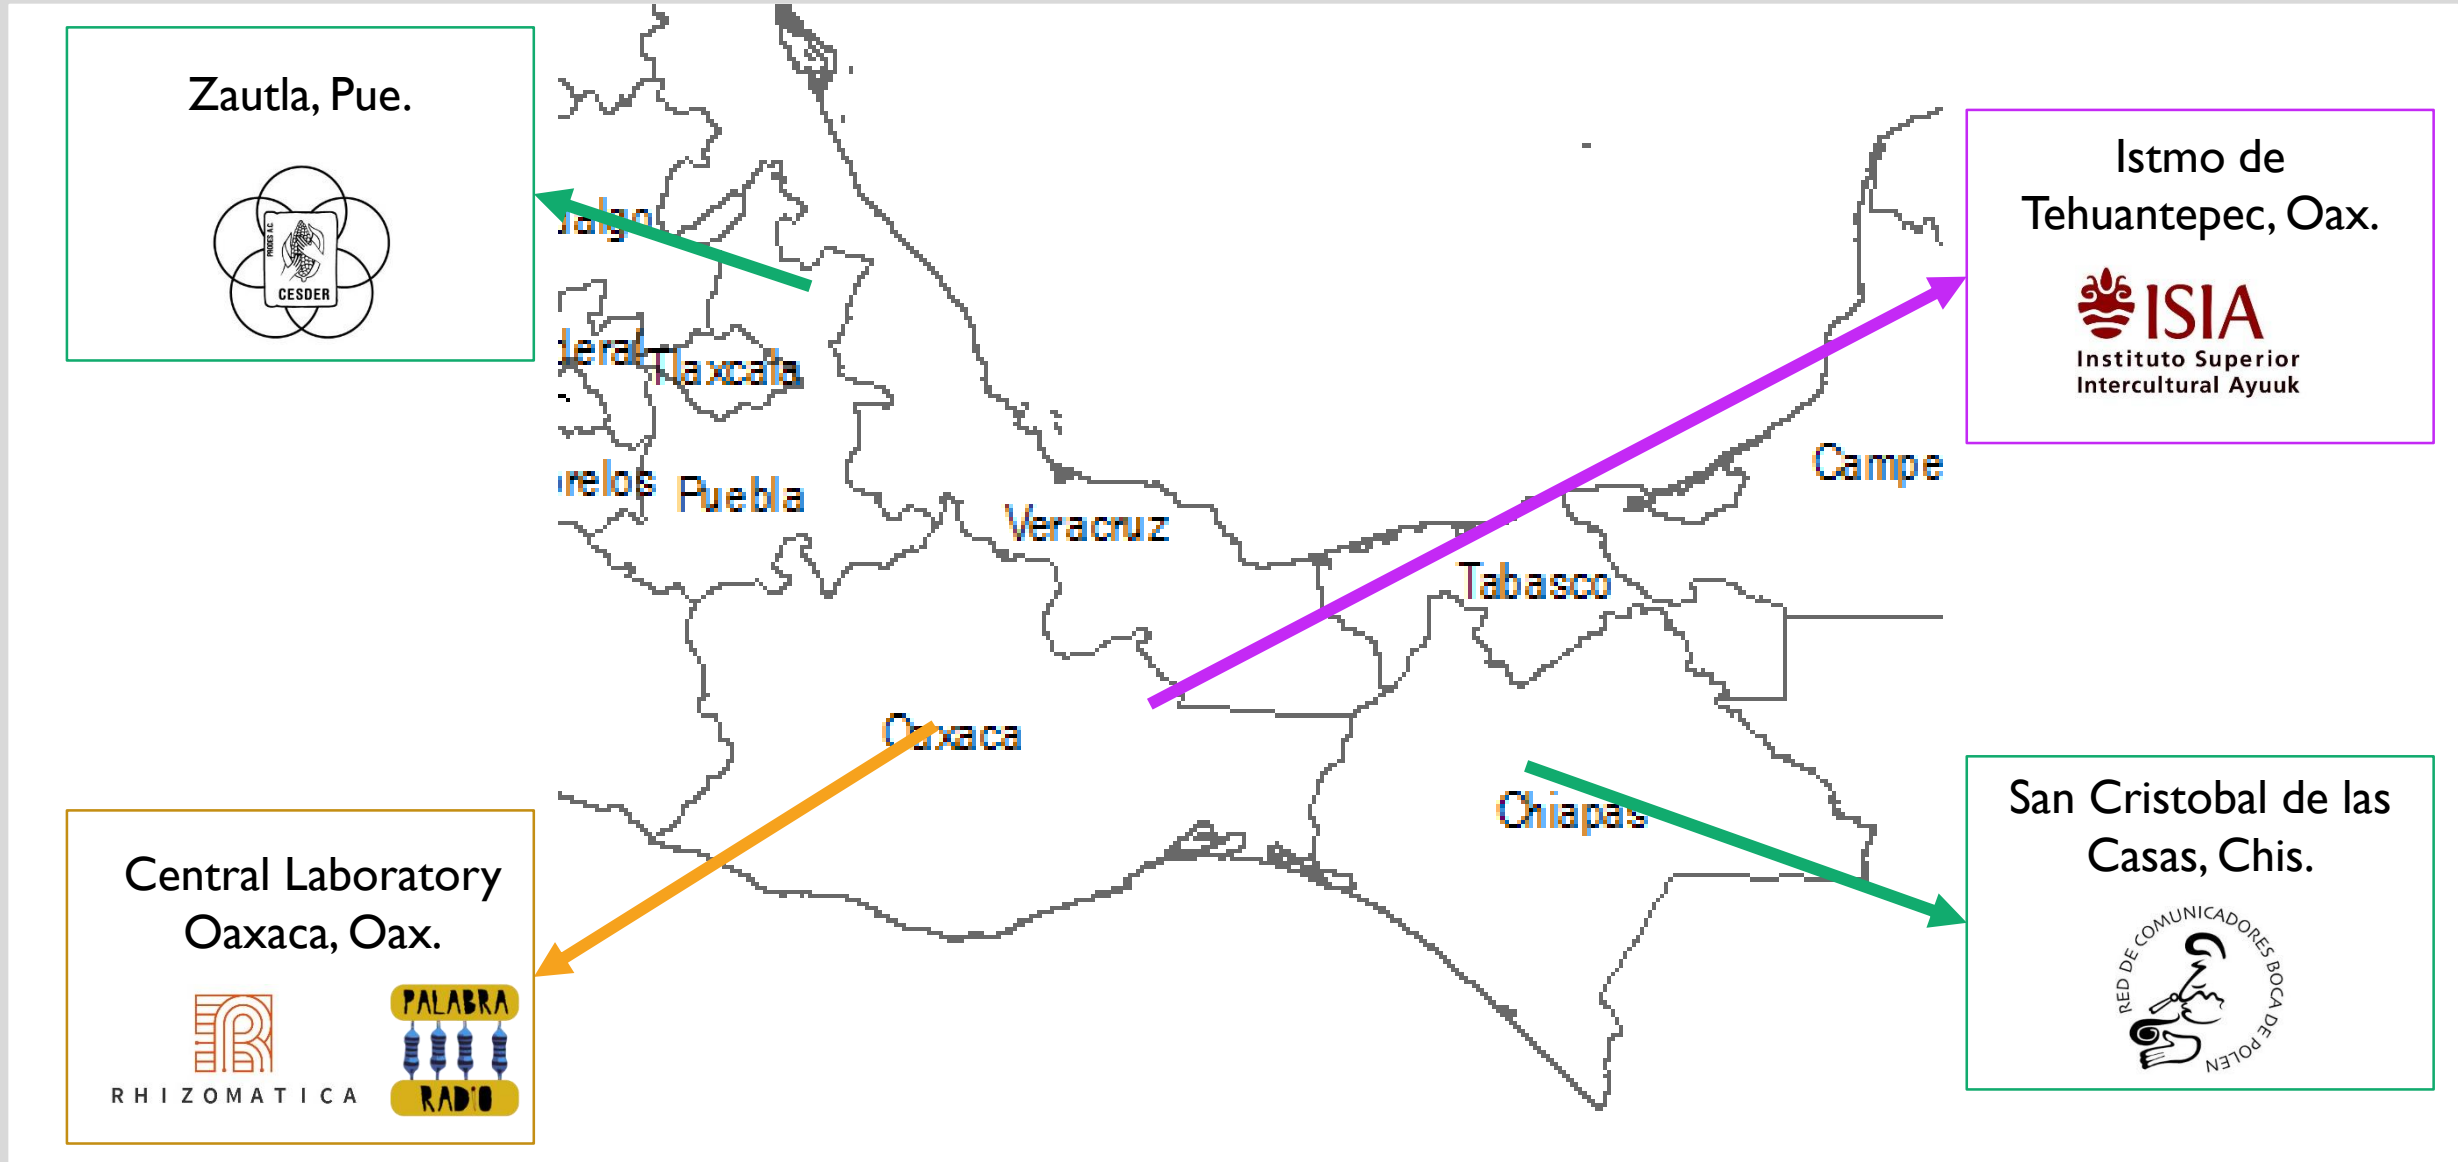 Zautla, Pue.
PRODES A.C
CESDER
Istmo de
Tehuantepec, Oax.
ISIA
Instituto Superior
Intercultural Ayuuk
Tlaxcala
Puebla
Veracruz
Campe
Tabasco
Oaxaca
Chiapas
Central Laboratory
Oaxaca, Oax.
RHIZOMATICA
PALABRA
RADIO
San Cristobal de las
Casas, Chis.
RED DE COMUNICADORES BOCA DE POLEN